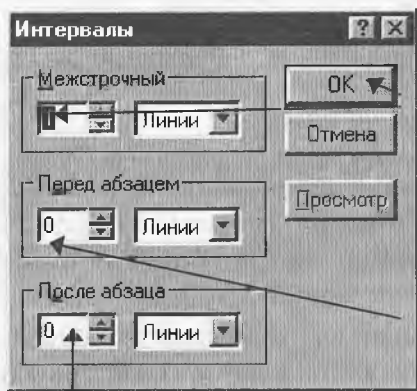 Интервалы ? ×
Межстрочный
1 Линии
OK
Отмена
Перед абзацем
0 Линии
Просмотр
После абзаца
0 Линии